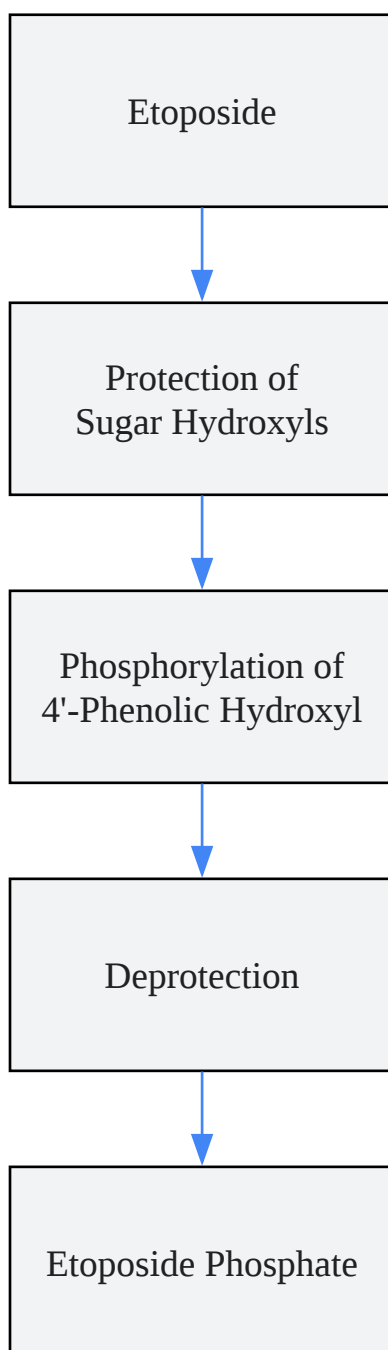 Etoposide
Protection of
Sugar Hydroxyls
Phosphorylation of
4'-Phenolic Hydroxyl
Deprotection
Etoposide Phosphate